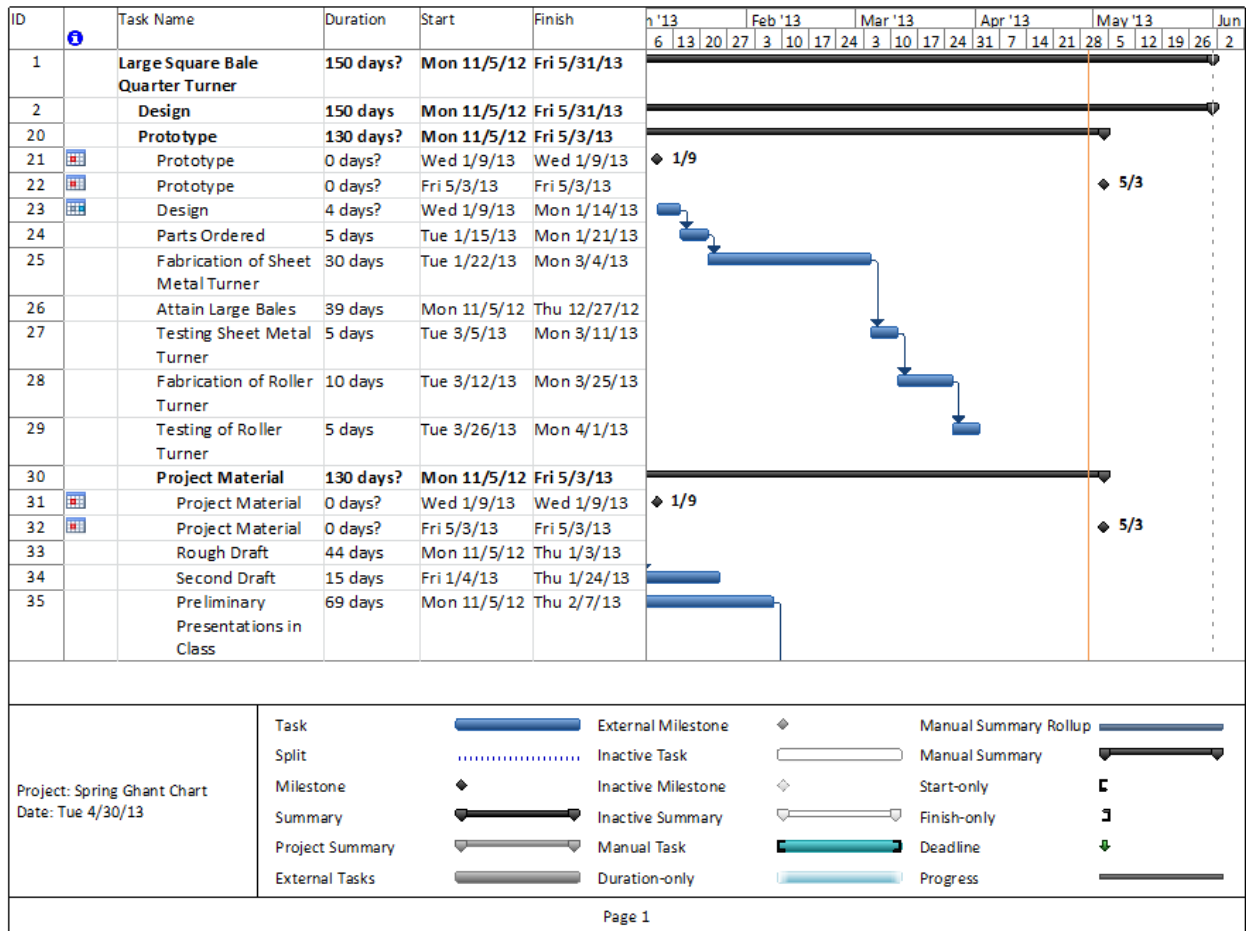 ID Task Name Duration Start Finish n '13 Feb '13 Mar '13 Apr '13 May '13 Jun
6 13 20 27 3 10 17 24 3 10 17 24 31 7 14 21 28 5 12 19 26 2
1 Large Square Bale 150 days? Mon 11/5/12 Fri 5/31/13
Quarter Turner
2 Design 150 days Mon 11/5/12 Fri 5/31/13
20 Prototype 130 days? Mon 11/5/12 Fri 5/3/13
21 Prototype 0 days? Wed 1/9/13 Wed 1/9/13 1/9
22 Prototype 0 days? Fri 5/3/13 Fri 5/3/13 5/3
23 Design 4 days? Wed 1/9/13 Mon 1/14/13
24 Parts Ordered 5 days Tue 1/15/13 Mon 1/21/13
25 Fabrication of Sheet 30 days Tue 1/22/13 Mon 3/4/13
Metal Turner
26 Attain Large Bales 39 days Mon 11/5/12 Thu 12/27/12
27 Testing Sheet Metal 5 days Tue 3/5/13 Mon 3/11/13
Turner
28 Fabrication of Roller 10 days Tue 3/12/13 Mon 3/25/13
Turner
29 Testing of Roller 5 days Tue 3/26/13 Mon 4/1/13
Turner
30 Project Material 130 days? Mon 11/5/12 Fri 5/3/13
31 Project Material 0 days? Wed 1/9/13 Wed 1/9/13 1/9
32 Project Material 0 days? Fri 5/3/13 Fri 5/3/13 5/3
33 Rough Draft 44 days Mon 11/5/12 Thu 1/3/13
34 Second Draft 15 days Fri 1/4/13 Thu 1/24/13
35 Preliminary 69 days Mon 11/5/12 Thu 2/7/13
Presentations in
Class
Project: Spring Ghant Chart
Date: Tue 4/30/13
Task External Milestone Manual Summary Rollup
Split Inactive Task Manual Summary
Milestone Inactive Milestone Start-only
Summary Inactive Summary Finish-only
Project Summary Manual Task Deadline
External Tasks Duration-only Progress
Page 1